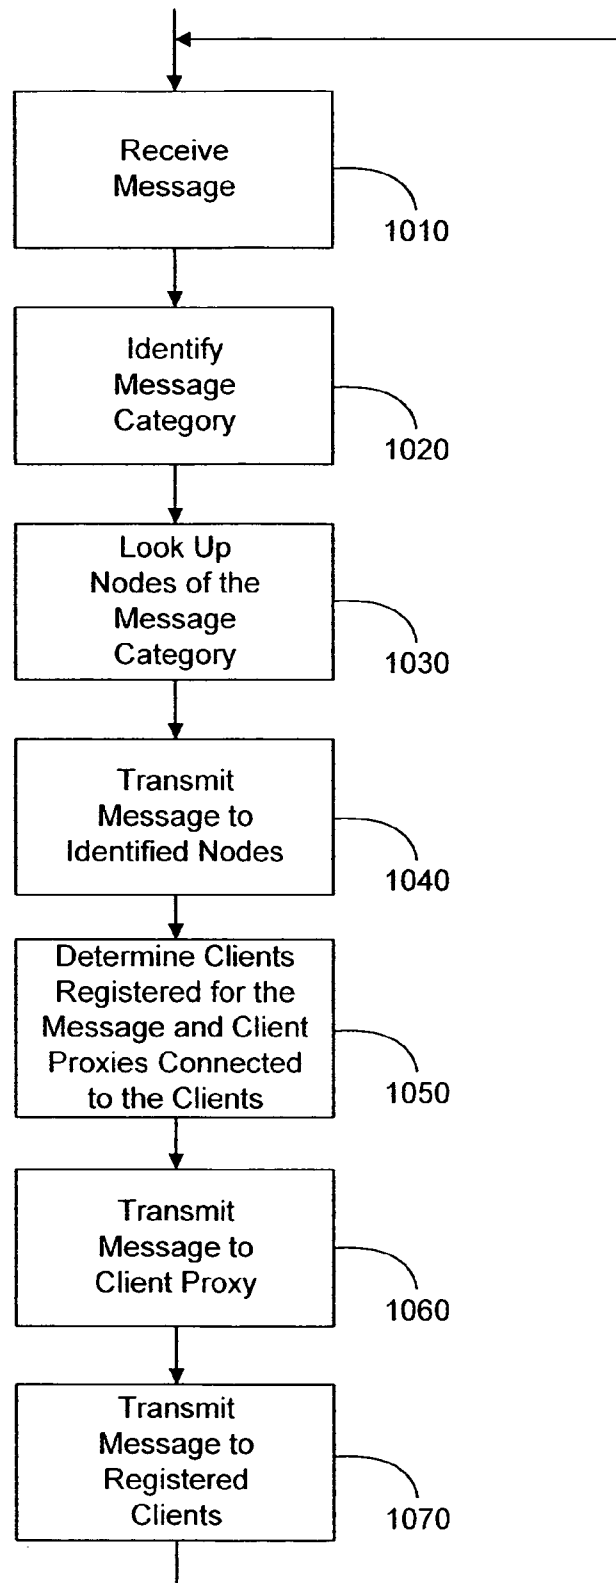 Receive
Message
1010
Identify
Message
Category
1020
Look Up
Nodes of the
Message
Category
1030
Transmit
Message to
Identified Nodes
1040
Determine Clients
Registered for the
Message and Client
Proxies Connected
to the Clients
1050
Transmit
Message to
Client Proxy
1060
Transmit
Message to
Registered
Clients
1070